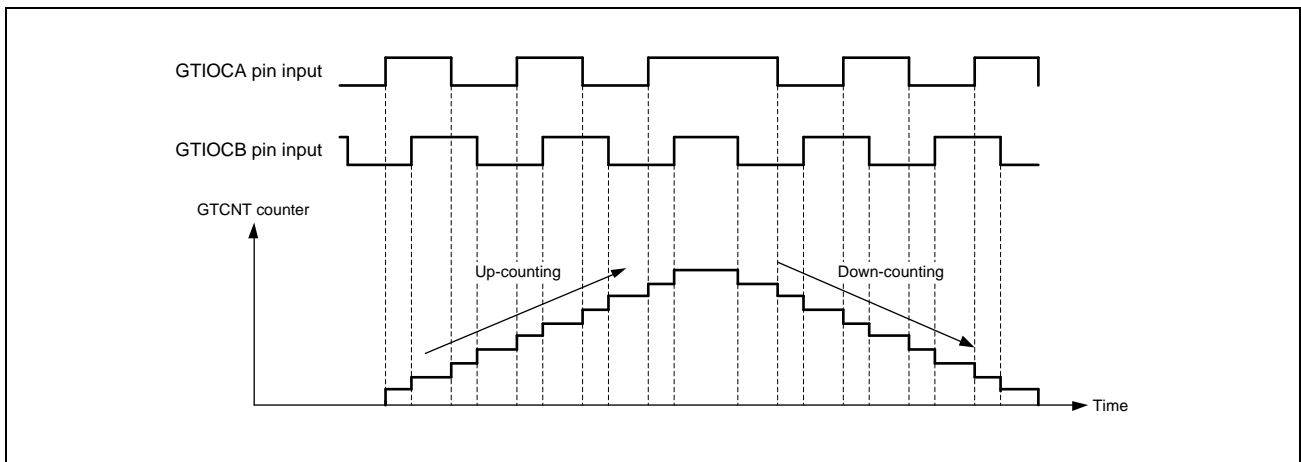 GTIOCA pin input
GTIOCB pin input
GTCNT counter
Up-counting
Down-counting
Time